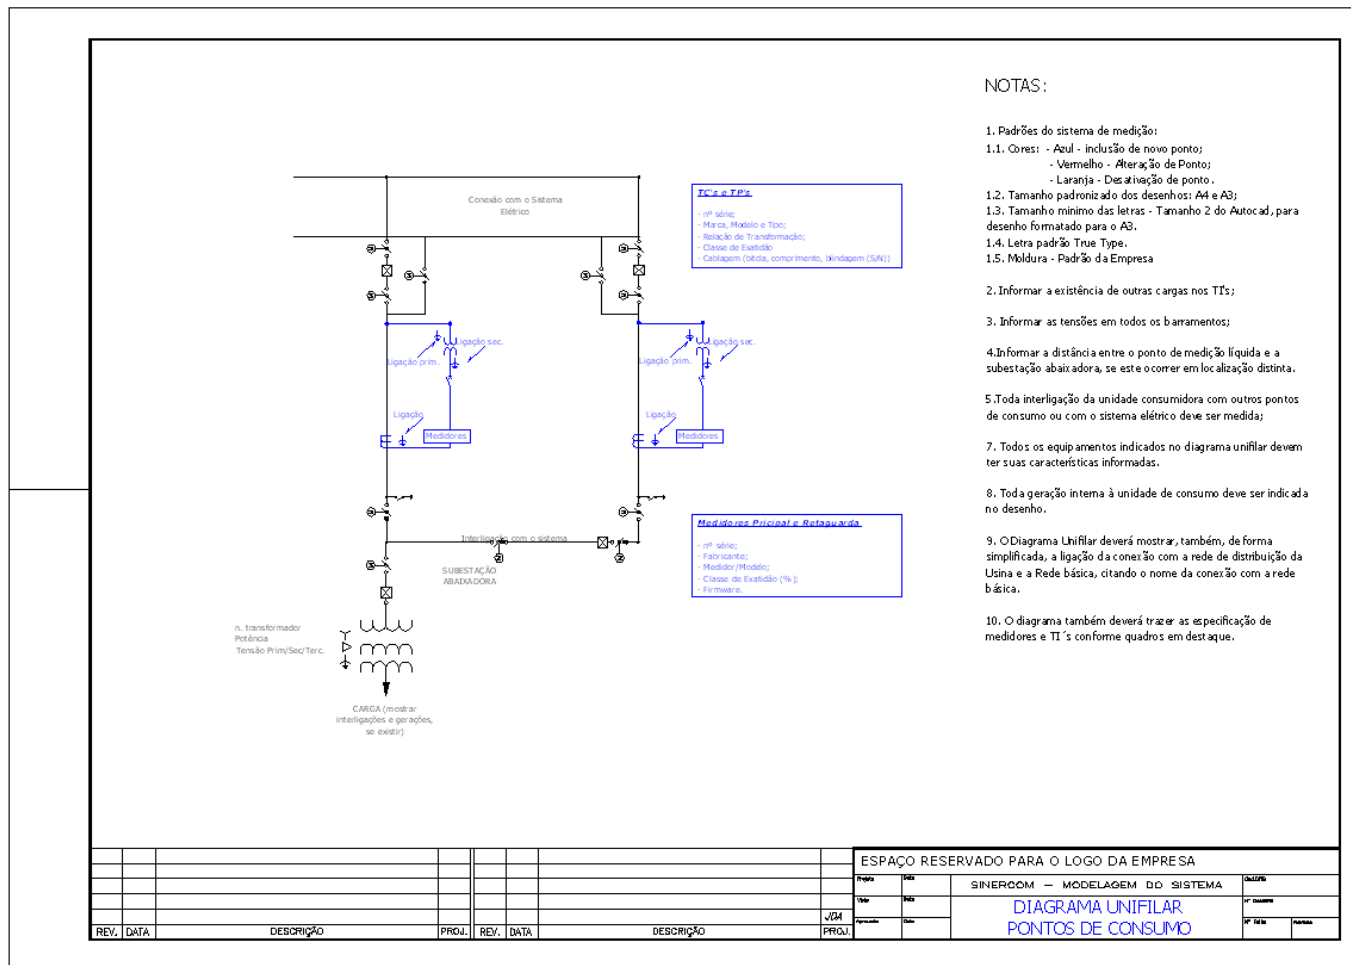 NOTAS:
1. Padrões do sistema de medição:
1.1. Cores: - Azul - inclusão de novo ponto;
- Vermelho - Alteração de Ponto;
- Laranja - Desativação de ponto.
1.2. Tamanho padronizado dos desenhos: A4 e A3;
1.3. Tamanho minimo das letras - Tamanho 2 do Autocad, para
desenho formatado para o A3.
1.4. Letra padrão True Type.
1.5. Moldura - Padrão da Empresa
2. Informar a existência de outras cargas nos TI's;
3. Informar as tensões em todos os barramentos;
4.Informar a distância entre o ponto de medição líquida e a
subestação abaixadora, se este ocorrer em localização distinta.
5.Toda interligação da unidade consumidora com outros pontos
de consumo ou com o sistema elétrico deve ser medida;
7. Todos os equipamentos indicados no diagrama unifilar devem
ter suas características informadas.
8. Toda geração interna à unidade de consumo deve ser indicada
no desenho.
9. O Diagrama Unifilar deverá mostrar, também, de forma
simplificada, a ligação da conexão com a rede de distribuição da
Usina e a Rede básica, citando o nome da conexão com a rede
básica.
10. O diagrama também deverá trazer as especificação de
medidores e TI´s conforme quadros em destaque.
Conexão com o Sistema
Elétrico
TC's e TP's
- nº série;
- Marca, Modelo e Tipo;
- Relação de Transformação;
- Classe de Exatidão
- Cablagem (bitola, comprimento, blindagem (S/N))
Ligação sec.
Ligação prim.
Ligação
Medidores
Ligação sec.
Ligação prim.
Ligação
Medidores
Medidores Pricipal e Retaguarda
- nº série;
- Fabricante;
- Medidor/Modelo;
- Classe de Exatidão (%);
- Firmware.
Interligação com o sistema
SUBESTAÇÃO
ABAIXADORA
n. transformador
Potência
Tensão Prim/Sec/Terc.
CARGA (mostrar
interligações e gerações,
se existir)
REV. DATA DESCRIÇÃO PROJ. REV. DATA DESCRIÇÃO PROJ.
JDA
ESPAÇO RESERVADO PARA O LOGO DA EMPRESA
Projeto Data
SINERCOM – MODELAGEM DO SISTEMA
Visto Data
Aprovado Data
DIAGRAMA UNIFILAR
PONTOS DE CONSUMO
Nº Folha